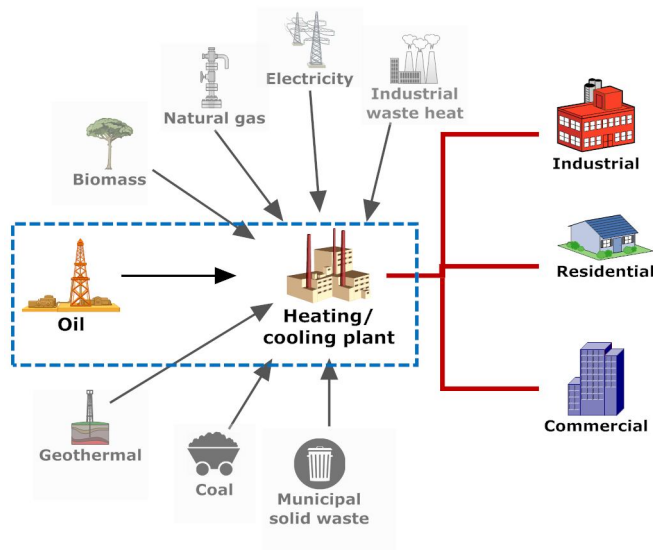 Electricity
Natural gas
Industrial
waste heat
Biomass
Industrial
Oil
Heating/
cooling plant
Residential
Geothermal
Coal
Municipal
solid waste
Commercial